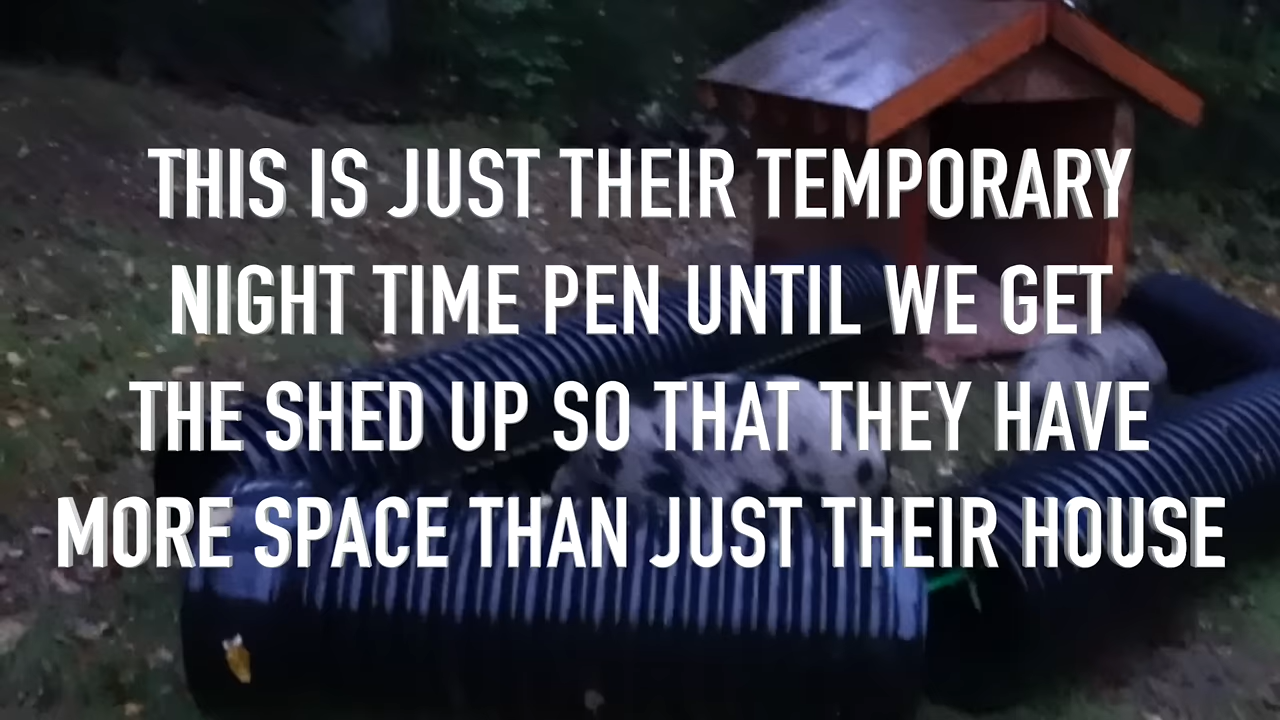 THIS IS JUST THEIR TEMPORARY
NIGHT TIME PEN UNTIL WE GET
THE SHED UP SO THAT THEY HAVE
MORE SPACE THAN JUST THEIR HOUSE